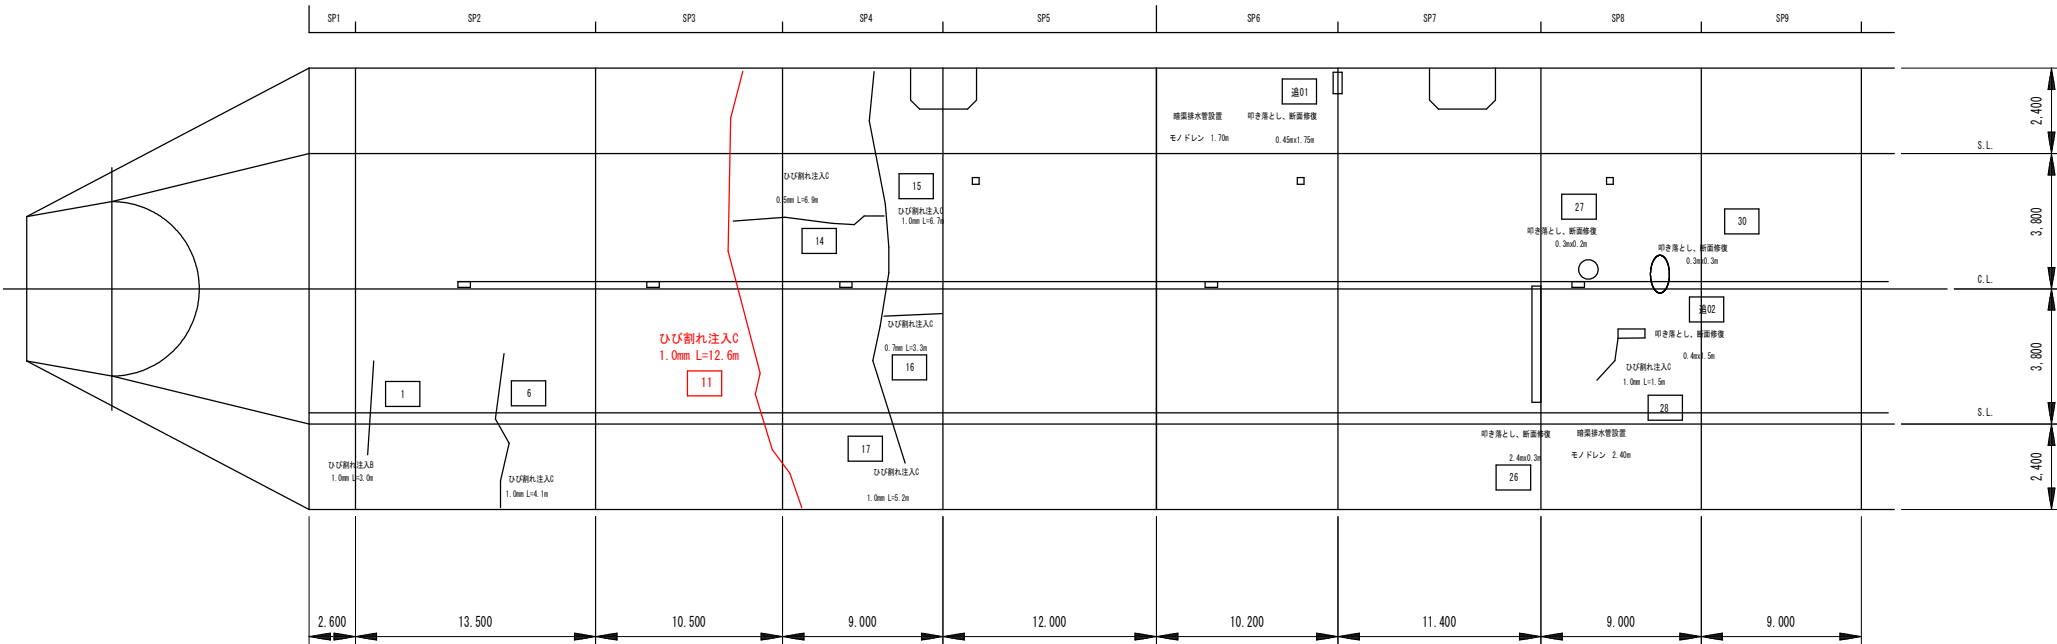 SP1 SP2 SP3 SP4 SP5 SP6 SP7 SP8 SP9
追01
暗渠排水管設置 叩き落とし、断面修復
モノドレン 1.70m 0.45mx1.75m
2,400
S.L.
ひび割れ注入C
0.5mm L=6.9m
14
15
ひび割れ注入C
1.0mm L=6.7m
27
叩き落とし、断面修復
0.3mx0.2m
30
叩き落とし、断面修復
0.3mx0.3m
3,800
C.L.
ひび割れ注入C
1.0mm L=12.6m
11
ひび割れ注入C
0.7mm L=3.3m
16
追02
叩き落とし、断面修復
0.4mx1.5m
ひび割れ注入C
1.0mm L=1.5m
28
3,800
S.L.
1
ひび割れ注入B
1.0mm L=3.0m
6
ひび割れ注入C
1.0mm L=4.1m
17
ひび割れ注入C
1.0mm L=5.2m
叩き落とし、断面修復 暗渠排水管設置
2.4mx0.3m モノドレン 2.40m
26
2,400
2.600 13.500 10.500 9.000 12.000 10.200 11.400 9.000 9.000